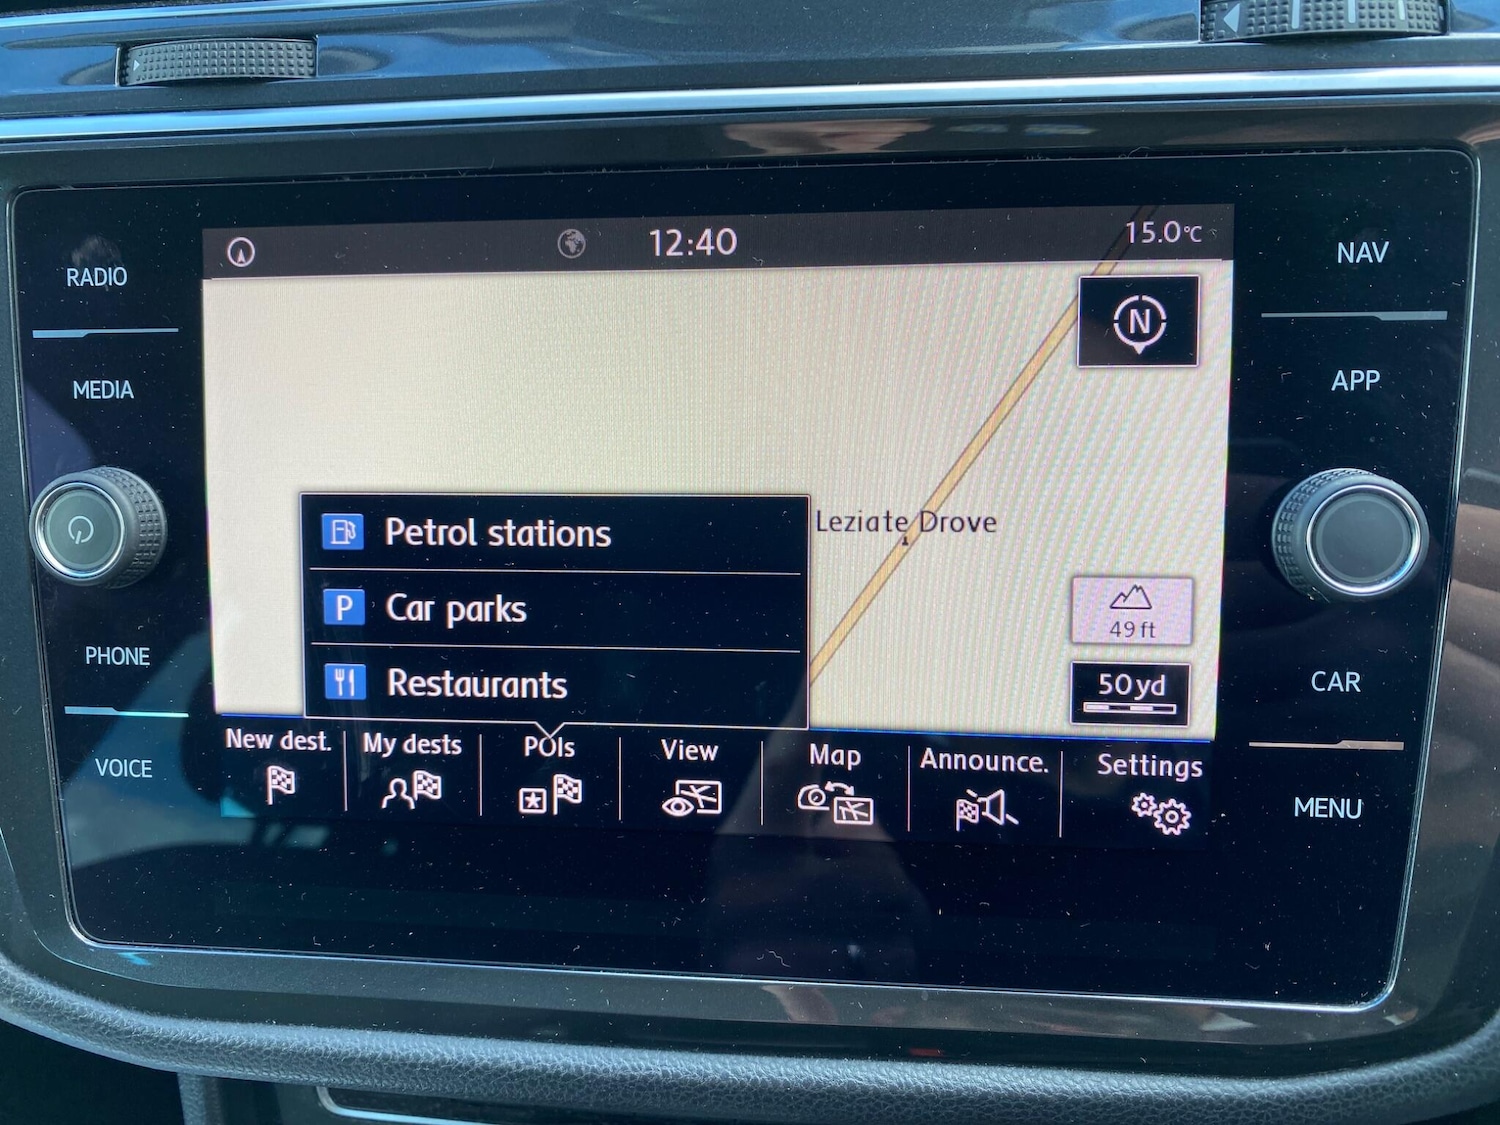 12:40
15.0°C
RADIO
NAV
N
MEDIA
APP
Leziate Drove
Petrol stations
P
Car parks
49 ft
PHONE
Restaurants
50yd
CAR
New dest.
My dests
POIs
View
Map
Announce.
Settings
VOICE
MENU